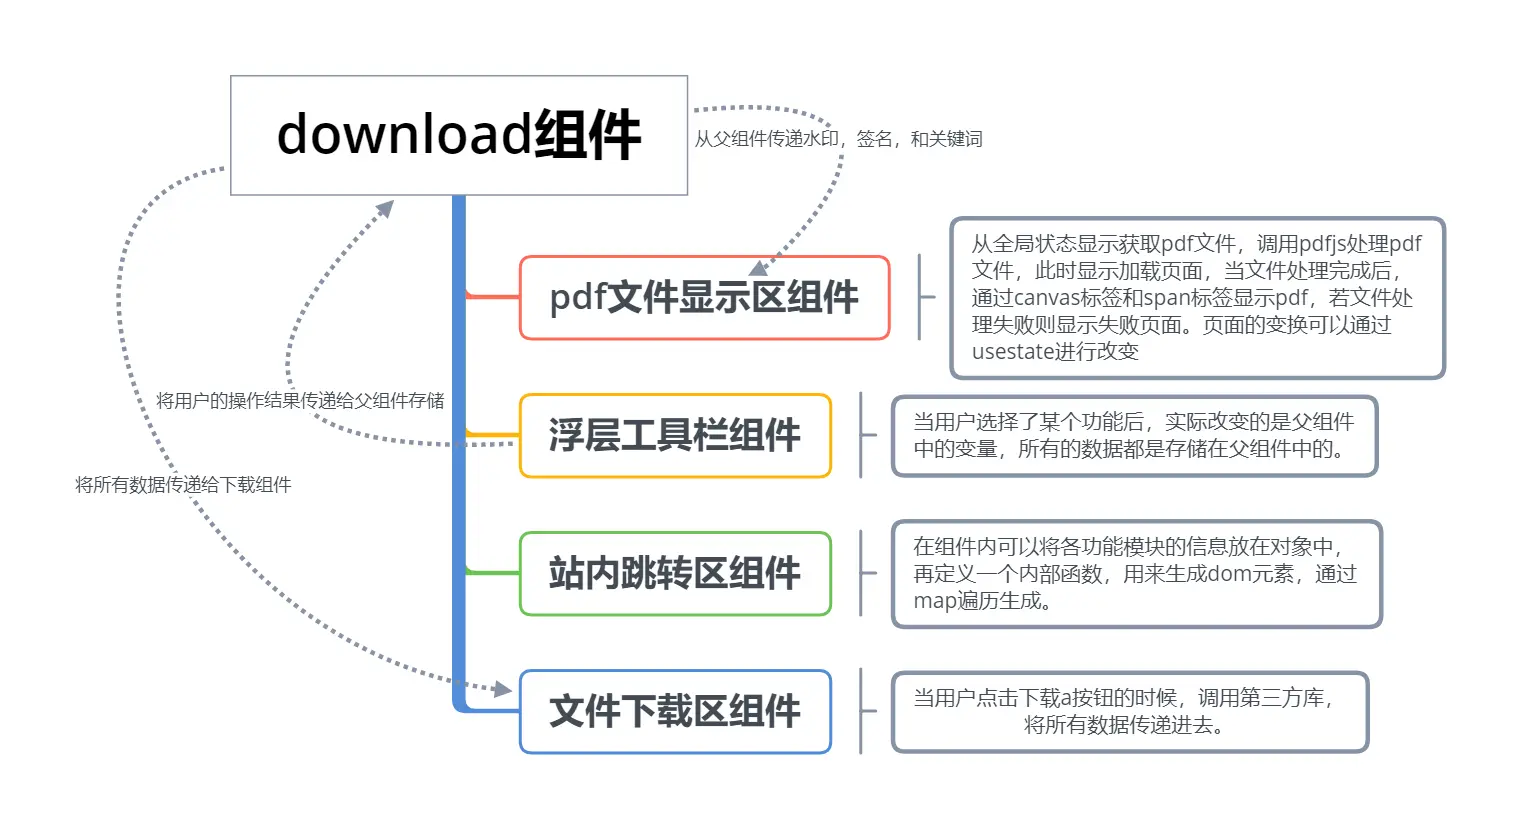 download组件
从父组件传递水印，签名，和关键词
从全局状态显示获取pdf文件，调用pdfjs处理pdf
文件，此时显示加载页面，当文件处理完成后，
通过canvas标签和span标签显示pdf，若文件处
理失败则显示失败页面。页面的变换可以通过
usestate进行改变
pdf文件显示区组件
将用户的操作结果传递给父组件存储
浮层工具栏组件
当用户选择了某个功能后，实际改变的是父组件
中的变量，所有的数据都是存储在父组件中的。
将所有数据传递给下载组件
站内跳转区组件
在组件内可以将各功能模块的信息放在对象中，
再定义一个内部函数，用来生成dom元素，通过
map遍历生成。
文件下载区组件
当用户点击下载a按钮的时候，调用第三方库，
将所有数据传递进去。